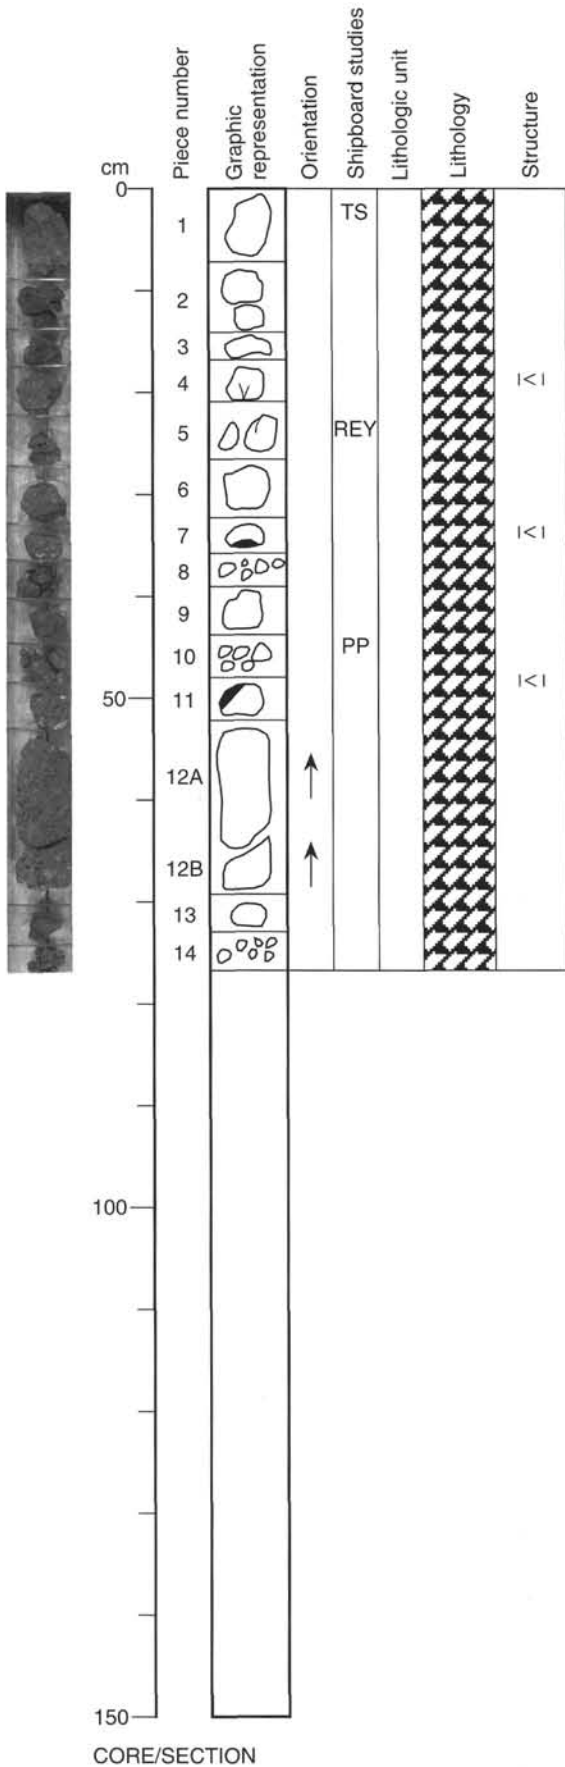 cm
Piece number
Graphic
representation
Orientation
Shipboard studies
Lithologic unit
Lithology
Structure
0
1 TS
2
3
4 I<I
5 REY
6
7 I<I
8
9
10 PP
50 I<I
11
12A
12B
13
14
100
150
CORE/SECTION